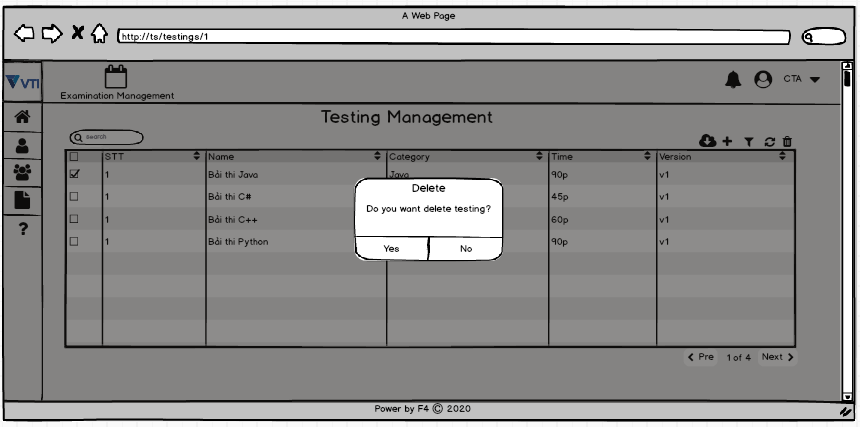 A Web Page
http://ts/testings/1
VTI
Examination Management
CTA
Testing Management
search
STT Name Category Time Version
1 Bài thi Java Java 90p v1
1 Bài thi C# 45p v1
1 Bài thi C++ 60p v1
1 Bài thi Python 90p v1
Delete
Do you want delete testing?
Yes No
Pre 1 of 4 Next
Power by F4 © 2020